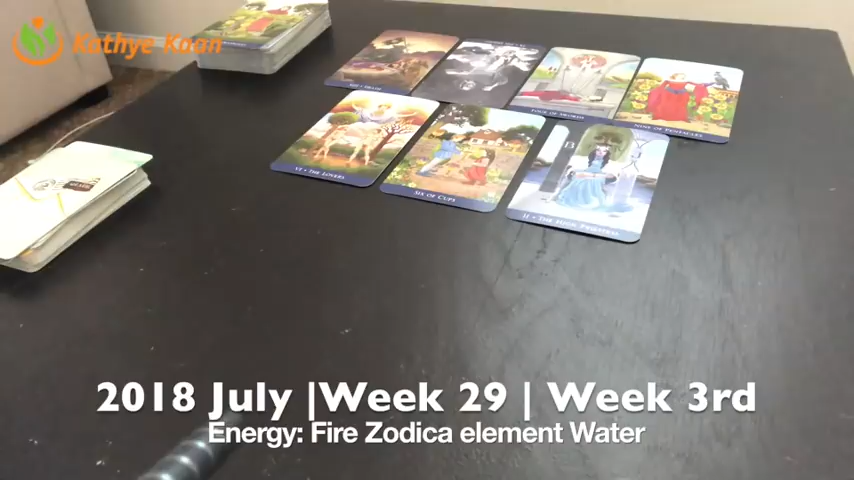 Kathye Kaan
FOUR OF SWORDS
NINE OF PENTACLES
VI • THE LOVERS
SIX OF CUPS
B
II • THE HIGH PRIESTESS
2018 July |Week 29 | Week 3rd
Energy: Fire Zodica element Water